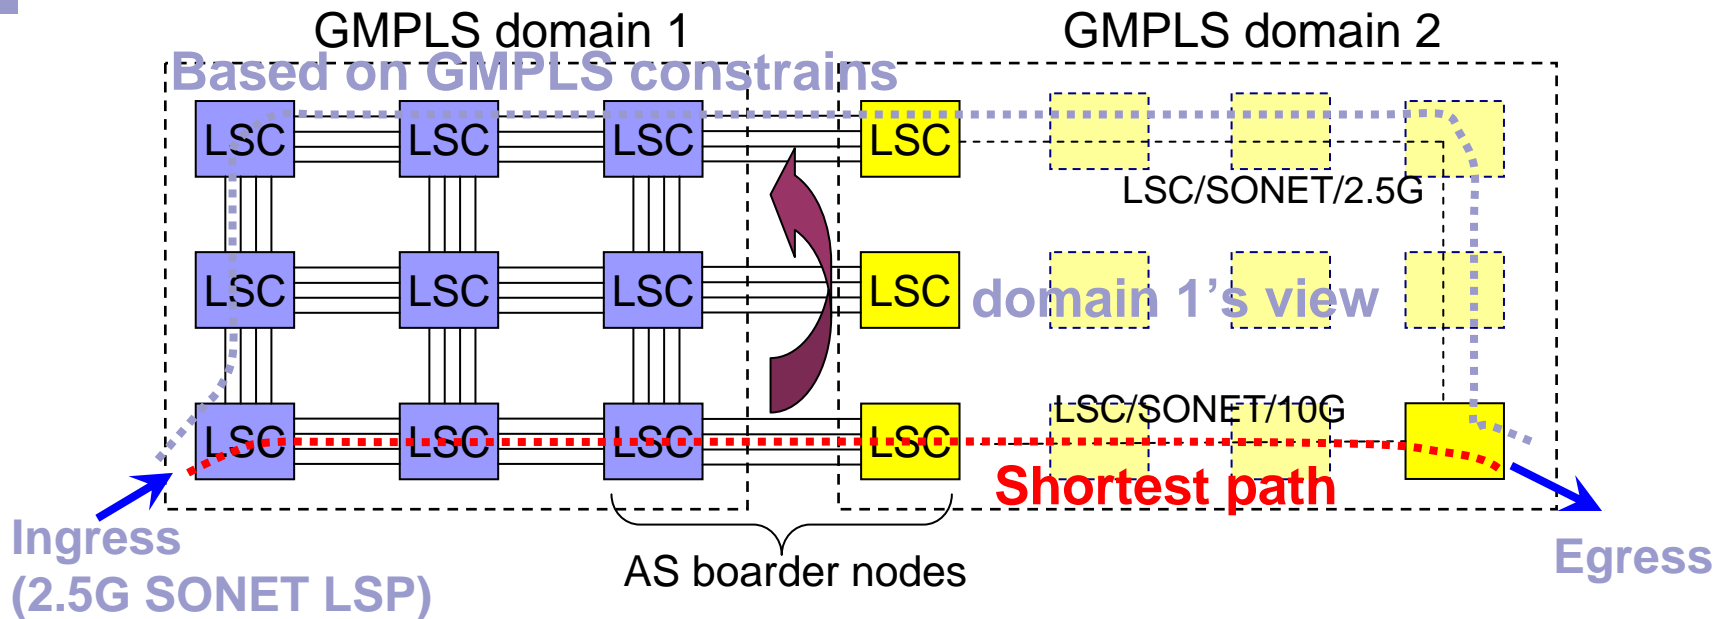 GMPLS domain 1 GMPLS domain 2
Based on GMPLS constrains
LSC LSC LSC LSC
LSC/SONET/2.5G
LSC LSC LSC LSC domain 1’s view
LSC/SONET/10G
LSC LSC LSC LSC
Shortest path
Ingress
(2.5G SONET LSP)
AS boarder nodes
Egress